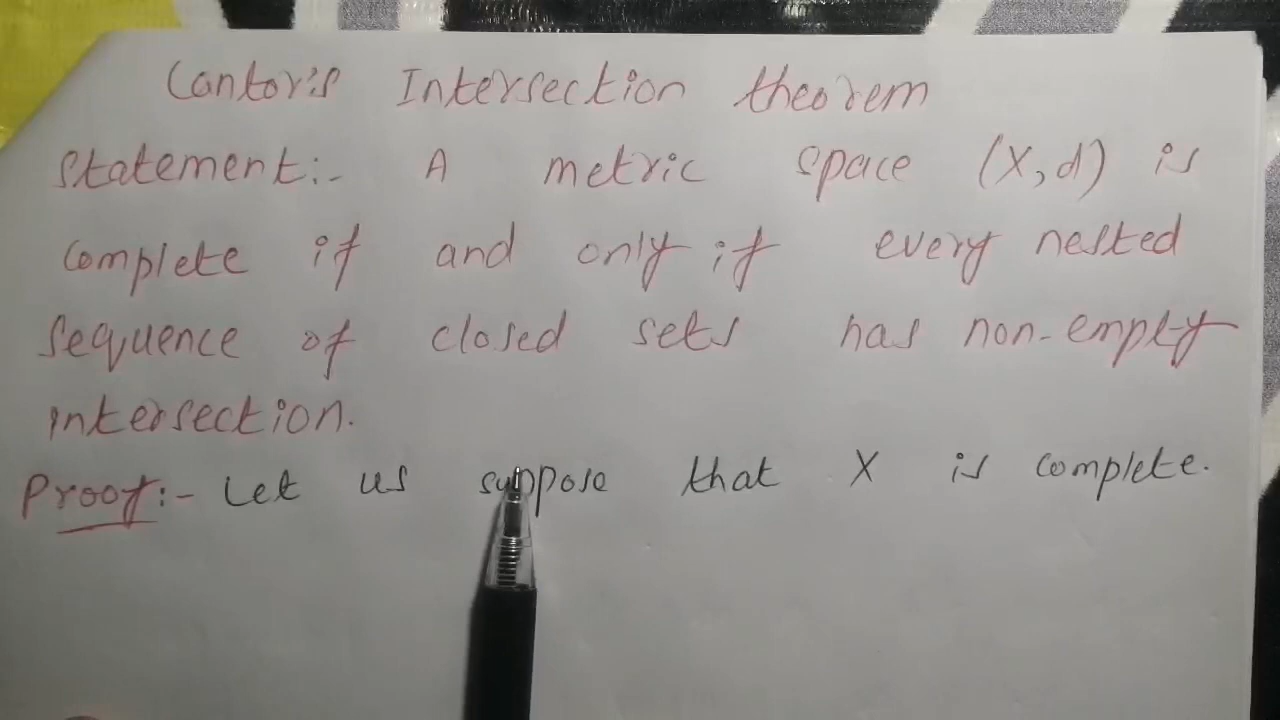 Cantor's Intersection theorem
Statement:- A metric space (X,d) is
complete if and only if every nested
sequence of closed sets has non-empty
intersection.
Proof:- Let us suppose that X is complete.